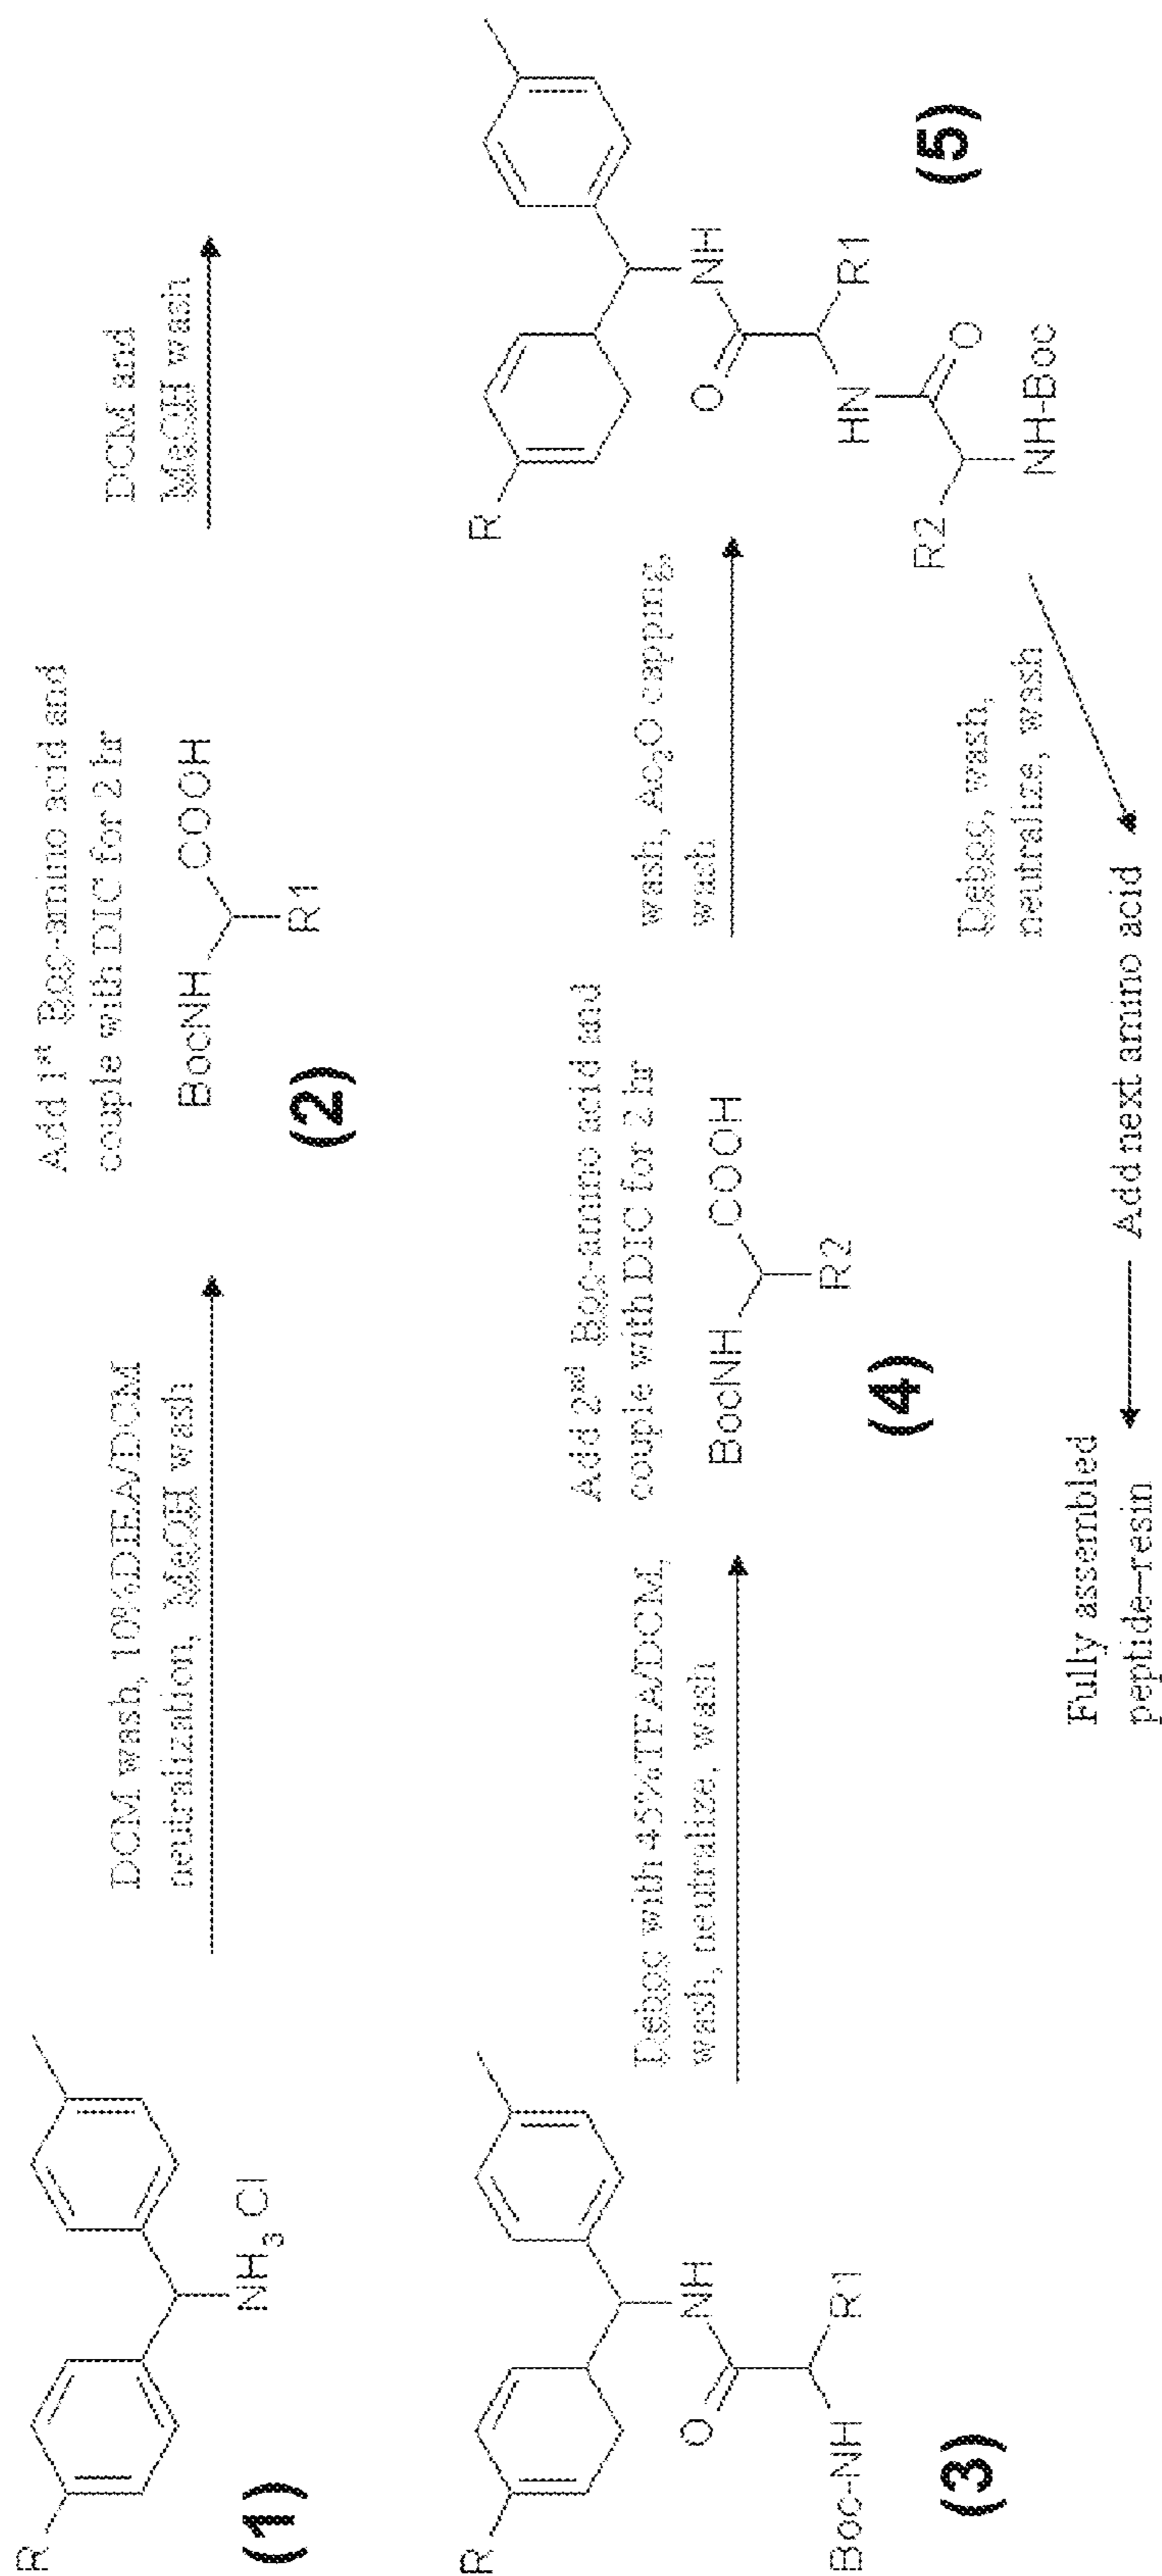 R
NH3 Cl
(1)
DCM wash, 10%DIEA/DCM
neutralization, MeOH wash
Add 1st Boc-amino acid and
couple with DIC for 2 hr
BocNH
COOH
R1
(2)
DCM and
MeOH wash
R
NH
O
R1
Boc-NH
(3)
Deboc with 45%TFA/DCM,
wash, neutralize, wash
Add 2nd Boc-amino acid and
couple with DIC for 2 hr
BocNH
COOH
R2
(4)
wash, Ac2O capping,
wash
R
NH
O
R1
HN
O
R2
NH-Boc
(5)
Deboc, wash,
neutralize, wash
Add next amino acid
Fully assembled
peptide-resin